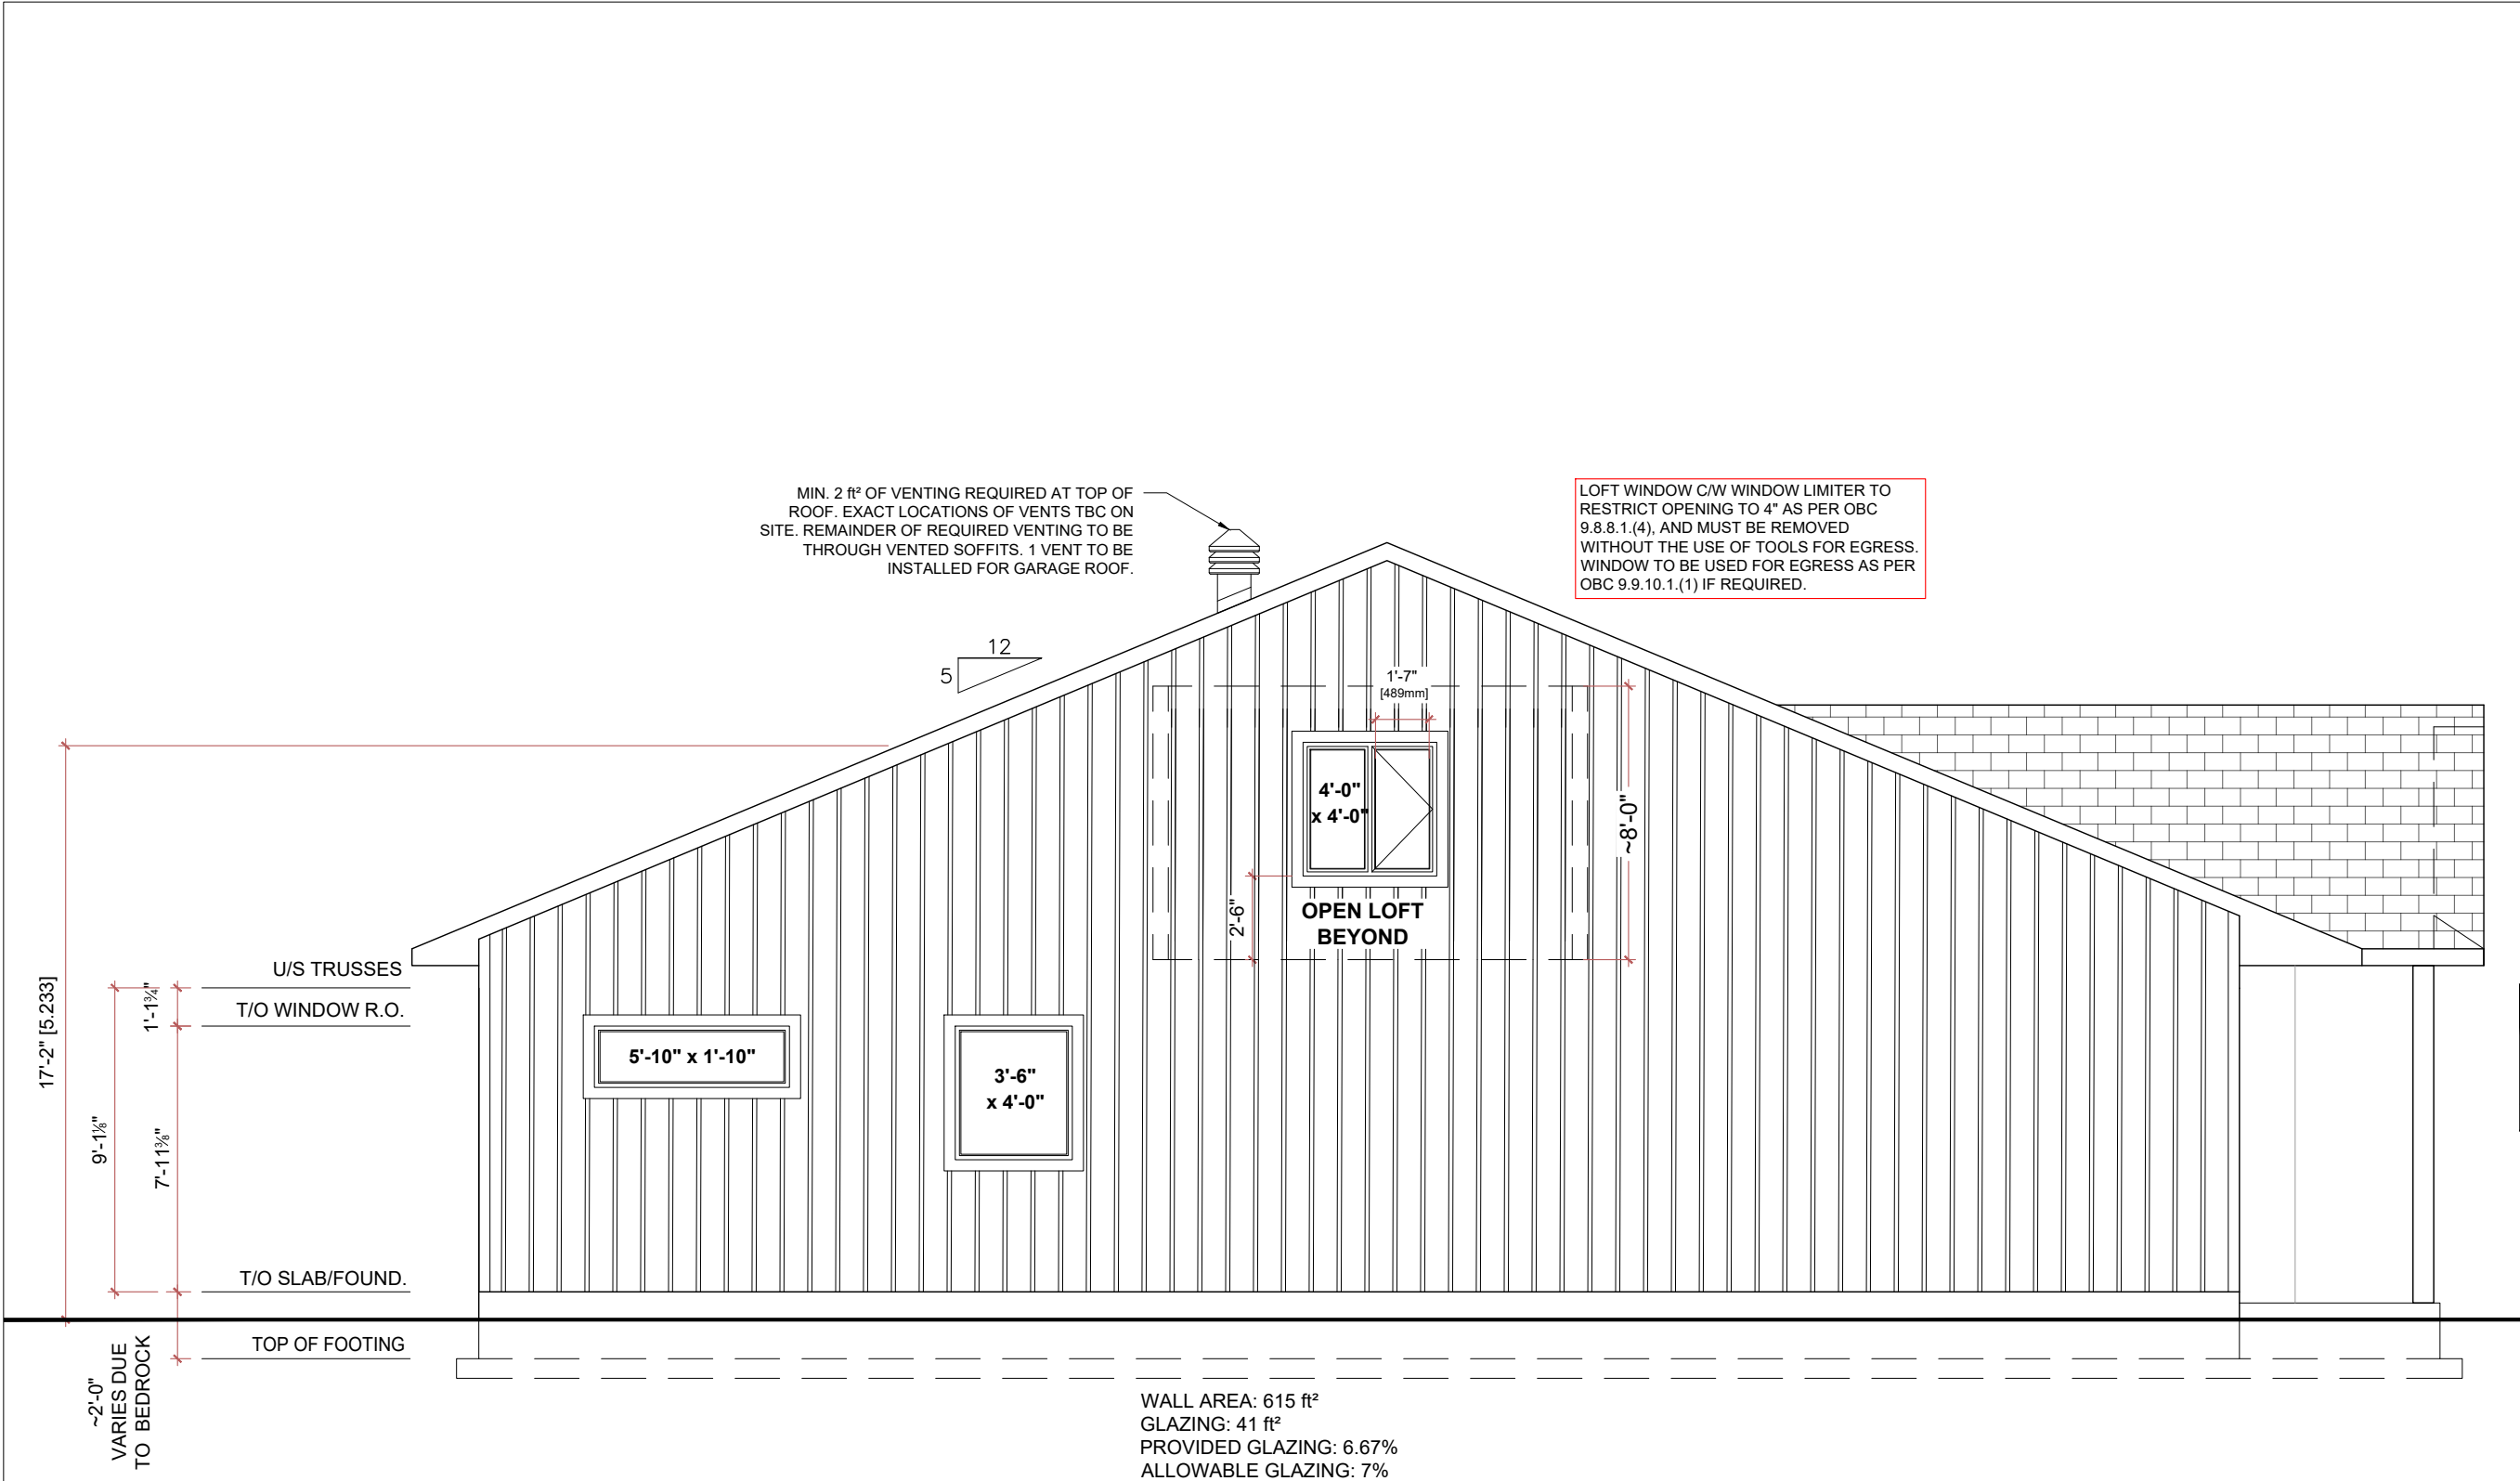 MIN. 2 ft² OF VENTING REQUIRED AT TOP OF
ROOF. EXACT LOCATIONS OF VENTS TBC ON
SITE. REMAINDER OF REQUIRED VENTING TO BE
THROUGH VENTED SOFFITS. 1 VENT TO BE
INSTALLED FOR GARAGE ROOF.
LOFT WINDOW C/W WINDOW LIMITER TO
RESTRICT OPENING TO 4" AS PER OBC
9.8.8.1.(4), AND MUST BE REMOVED
WITHOUT THE USE OF TOOLS FOR EGRESS.
WINDOW TO BE USED FOR EGRESS AS PER
OBC 9.9.10.1.(1) IF REQUIRED.
12
5
1'-7"
[489mm]
4'-0"
x 4'-0"
~8'-0"
2'-6"
OPEN LOFT
BEYOND
17'-2" [5.233]
U/S TRUSSES
1'-1¾"
T/O WINDOW R.O.
9'-1⅛"
7'-11⅜"
5'-10" x 1'-10"
3'-6"
x 4'-0"
T/O SLAB/FOUND.
TOP OF FOOTING
~2'-0"
VARIES DUE
TO BEDROCK
WALL AREA: 615 ft²
GLAZING: 41 ft²
PROVIDED GLAZING: 6.67%
ALLOWABLE GLAZING: 7%